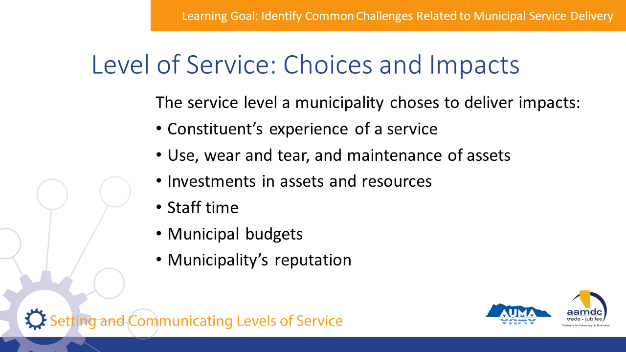 Learning Goal: Identify Common Challenges Related to Municipal Service Delivery
Level of Service: Choices and Impacts
The service level a municipality choses to deliver impacts:
• Constituent's experience of a service
• Use, wear and tear, and maintenance of assets
• Investments in assets and resources
• Staff time
• Municipal budgets
• Municipality's reputation
Setting and Communicating Levels of Service
AUMA
aamdc
trade • jubilee